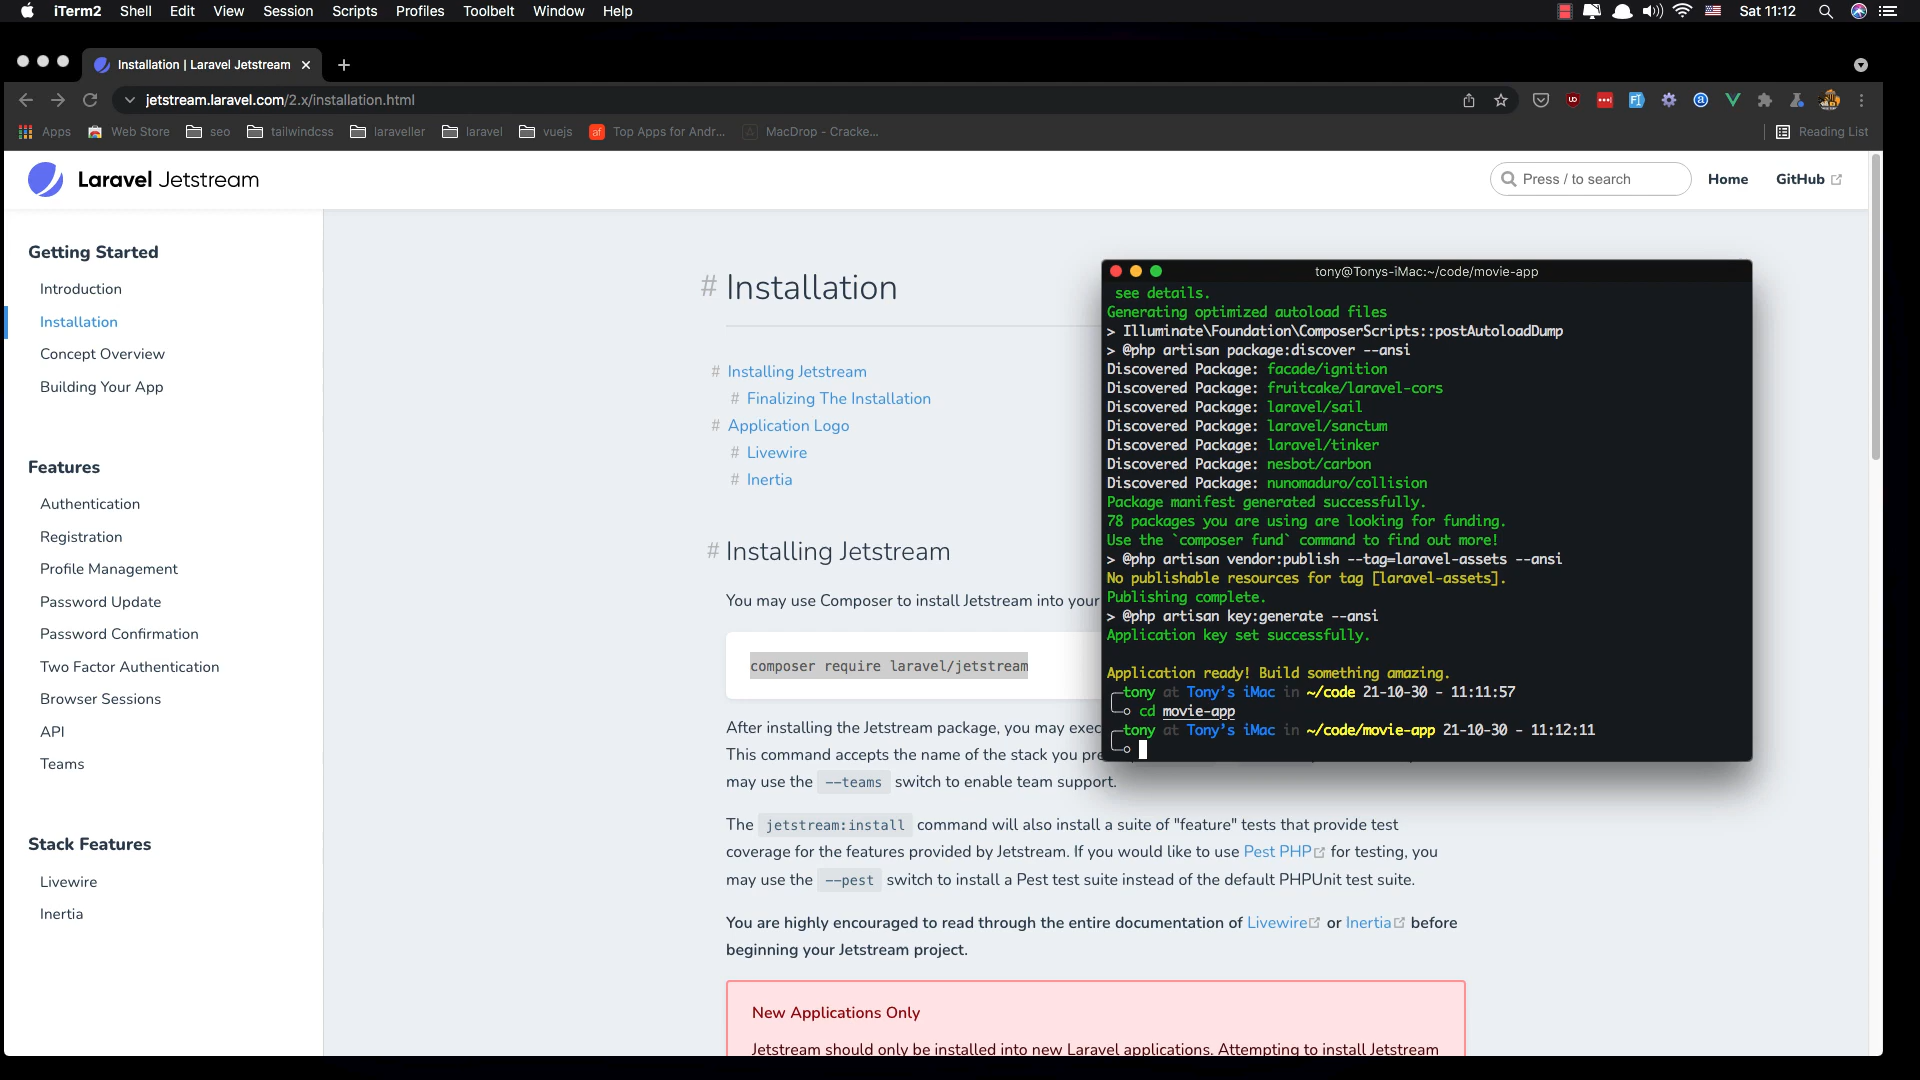 iTerm2 Shell Edit View Session Scripts Profiles Toolbelt Window Help
Sat 11:12
Installation | Laravel Jetstream
jetstream.laravel.com/2.x/installation.html
Apps Web Store seo tailwindcss laraveller laravel vuejs Top Apps for Andr... MacDrop - Cracke...
Reading List
Laravel Jetstream
Press / to search
Home
GitHub
Getting Started
Introduction
Installation
Concept Overview
Building Your App
Features
Authentication
Registration
Profile Management
Password Update
Password Confirmation
Two Factor Authentication
Browser Sessions
API
Teams
Stack Features
Livewire
Inertia
# Installation
# Installing Jetstream
# Finalizing The Installation
# Application Logo
# Livewire
# Inertia
# Installing Jetstream
You may use Composer to install Jetstream into your
composer require laravel/jetstream
After installing the Jetstream package, you may exec
This command accepts the name of the stack you pre
may use the --teams switch to enable team support.
The jetstream:install command will also install a suite of "feature" tests that provide test
coverage for the features provided by Jetstream. If you would like to use Pest PHP for testing, you
may use the --pest switch to install a Pest test suite instead of the default PHPUnit test suite.
You are highly encouraged to read through the entire documentation of Livewire or Inertia before
beginning your Jetstream project.
New Applications Only
Jetstream should only be installed into new Laravel applications. Attempting to install Jetstream
tony@Tonys-iMac:~/code/movie-app
see details.
Generating optimized autoload files
> Illuminate\Foundation\ComposerScripts::postAutoloadDump
> @php artisan package:discover --ansi
Discovered Package: facade/ignition
Discovered Package: fruitcake/laravel-cors
Discovered Package: laravel/sail
Discovered Package: laravel/sanctum
Discovered Package: laravel/tinker
Discovered Package: nesbot/carbon
Discovered Package: nunomaduro/collision
Package manifest generated successfully.
78 packages you are using are looking for funding.
Use the `composer fund` command to find out more!
> @php artisan vendor:publish --tag=laravel-assets --ansi
No publishable resources for tag [laravel-assets].
Publishing complete.
> @php artisan key:generate --ansi
Application key set successfully.
Application ready! Build something amazing.
tony at Tony's iMac in ~/code 21-10-30 - 11:11:57
cd movie-app
tony at Tony's iMac in ~/code/movie-app 21-10-30 - 11:12:11